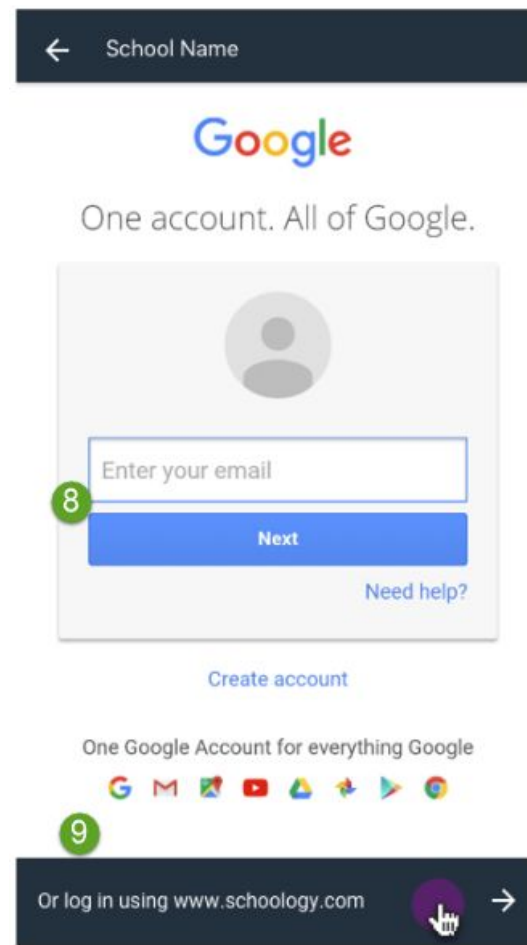 School Name
Google
One account. All of Google.
Enter your email
8
Next
Need help?
Create account
One Google Account for everything Google
9
Or log in using www.schoology.com